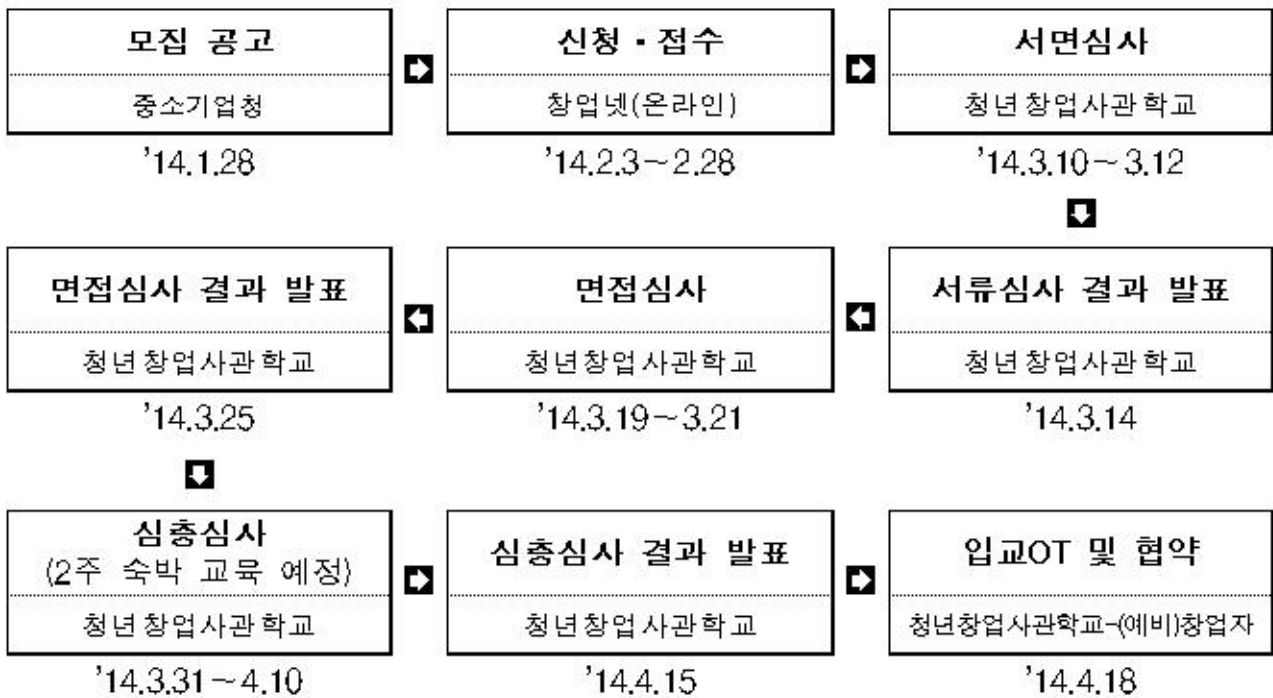 모집 공고
중소기업청
'14.1.28
신청·접수
창업넷(온라인)
'14.2.3~2.28
서면심사
청년창업사관학교
'14.3.10~3.12
서류심사 결과 발표
청년창업사관학교
'14.3.14
면접심사
청년창업사관학교
'14.3.19~3.21
면접심사 결과 발표
청년창업사관학교
'14.3.25
심층심사
(2주 숙박 교육 예정)
청년창업사관학교
'14.3.31~4.10
심층심사 결과 발표
청년창업사관학교
'14.4.15
입교OT 및 협약
청년창업사관학교-(예비)창업자
'14.4.18